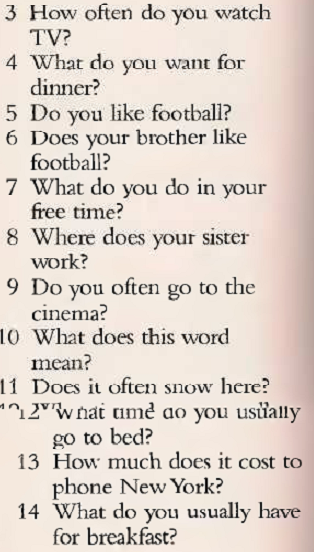 3 How often do you watch
TV?
4 What do you want for
dinner?
5 Do you like football?
6 Does your brother like
football?
7 What do you do in your
free time?
8 Where does your sister
work?
9 Do you often go to the
cinema?
10 What does this word
mean?
11 Does it often snow here?
12 What time do you usually
go to bed?
13 How much does it cost to
phone New York?
14 What do you usually have
for breakfast?